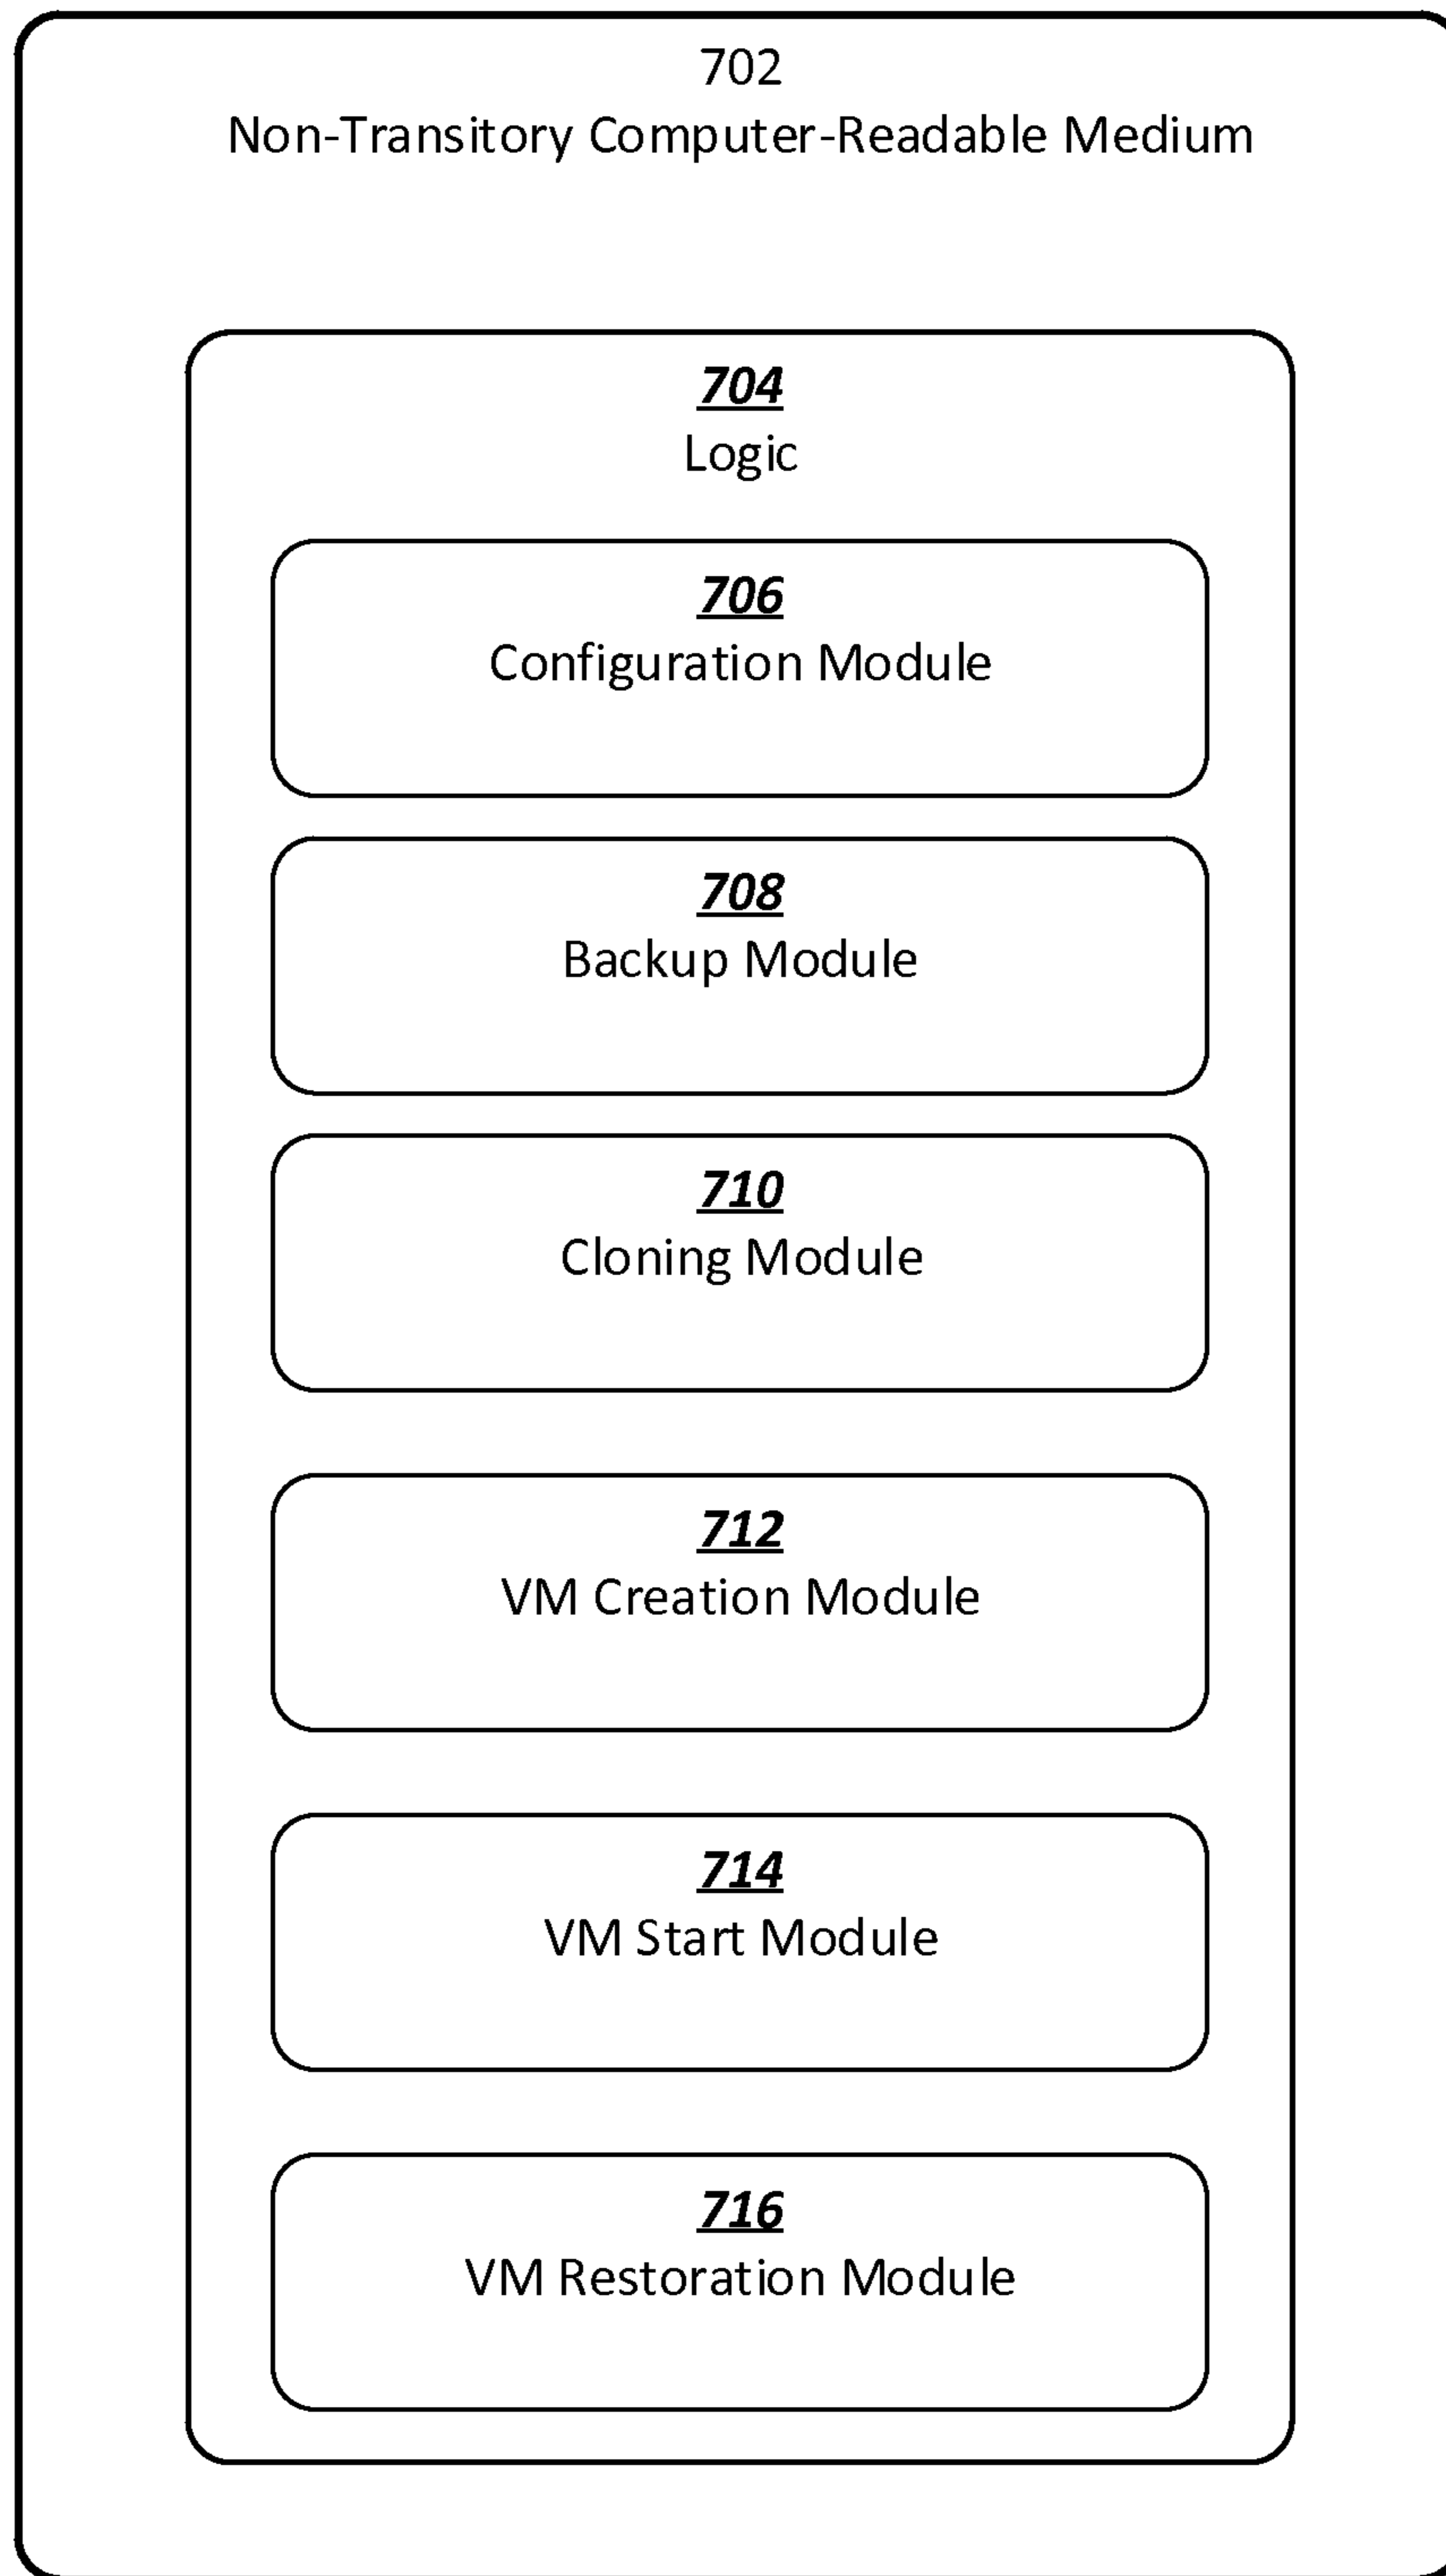 702
Non-Transitory Computer-Readable Medium
704
Logic
706
Configuration Module
708
Backup Module
710
Cloning Module
712
VM Creation Module
714
VM Start Module
716
VM Restoration Module